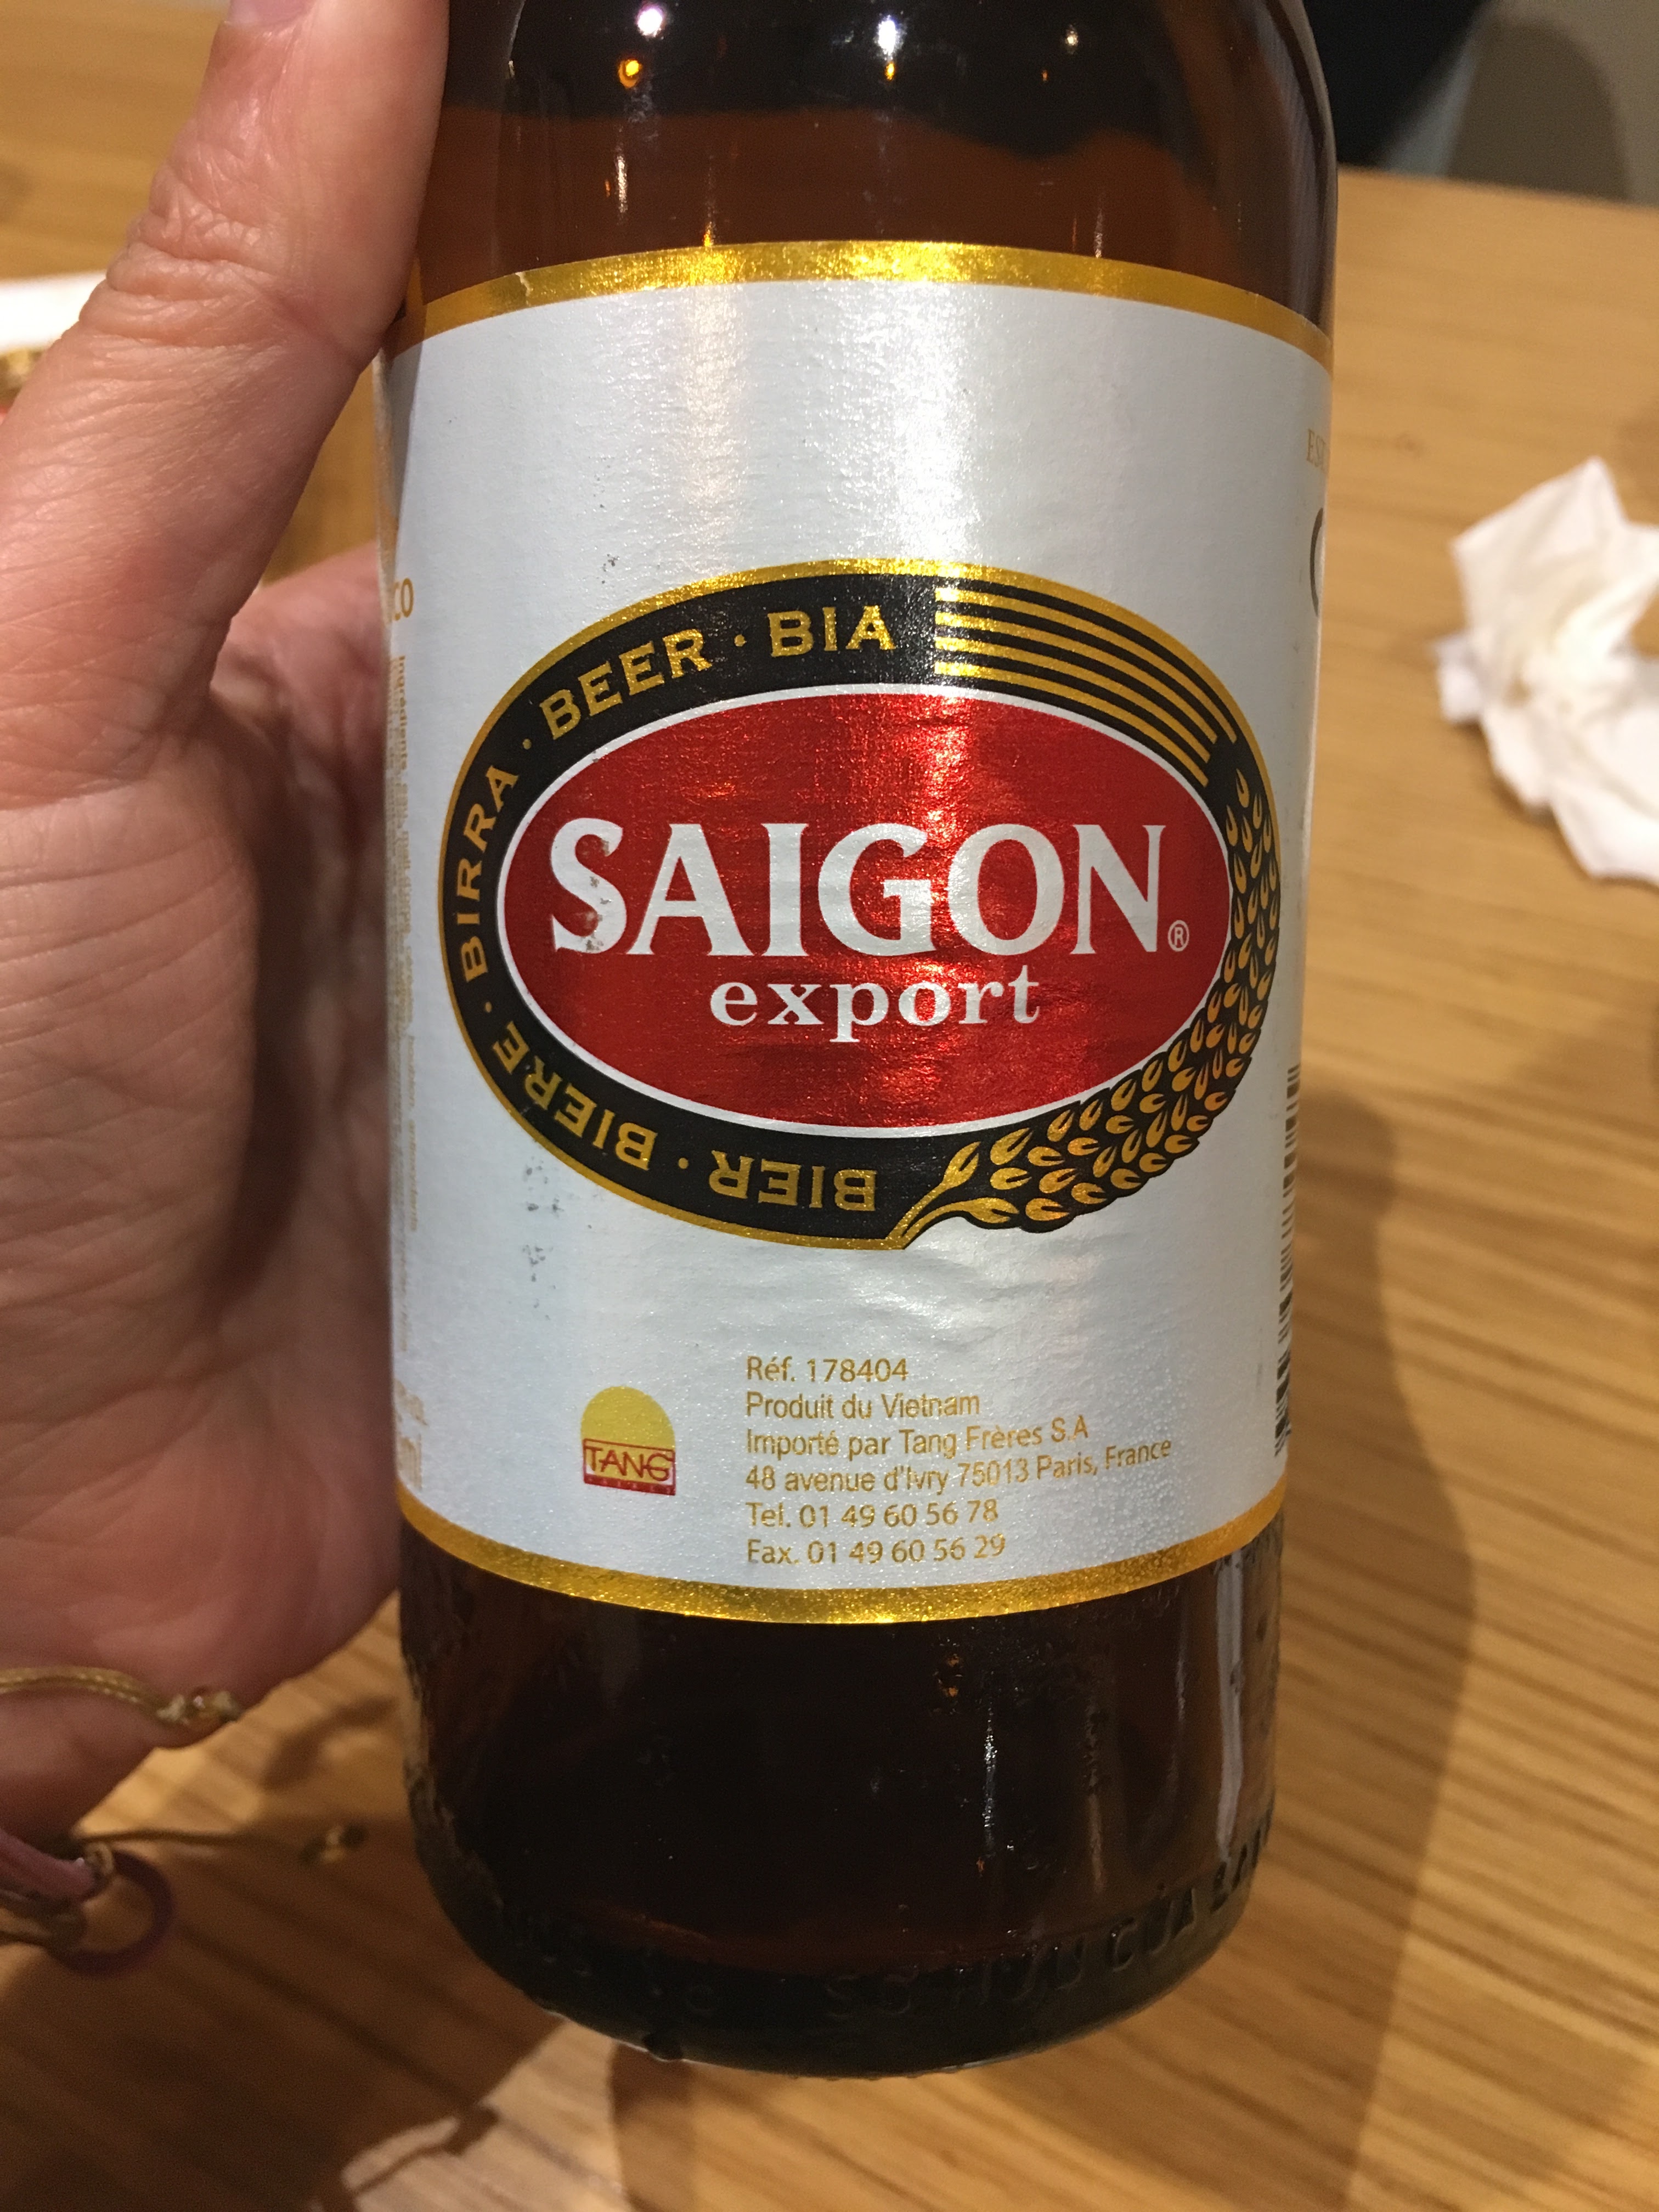 BIER · BIERE · BIRRA · BEER · BIA
SAIGON®
export
TANG
Réf. 178404
Produit du Vietnam
Importé par Tang Frères S.A
48 avenue d'Ivry 75013 Paris, France
Tel. 01 49 60 56 78
Fax. 01 49 60 56 29